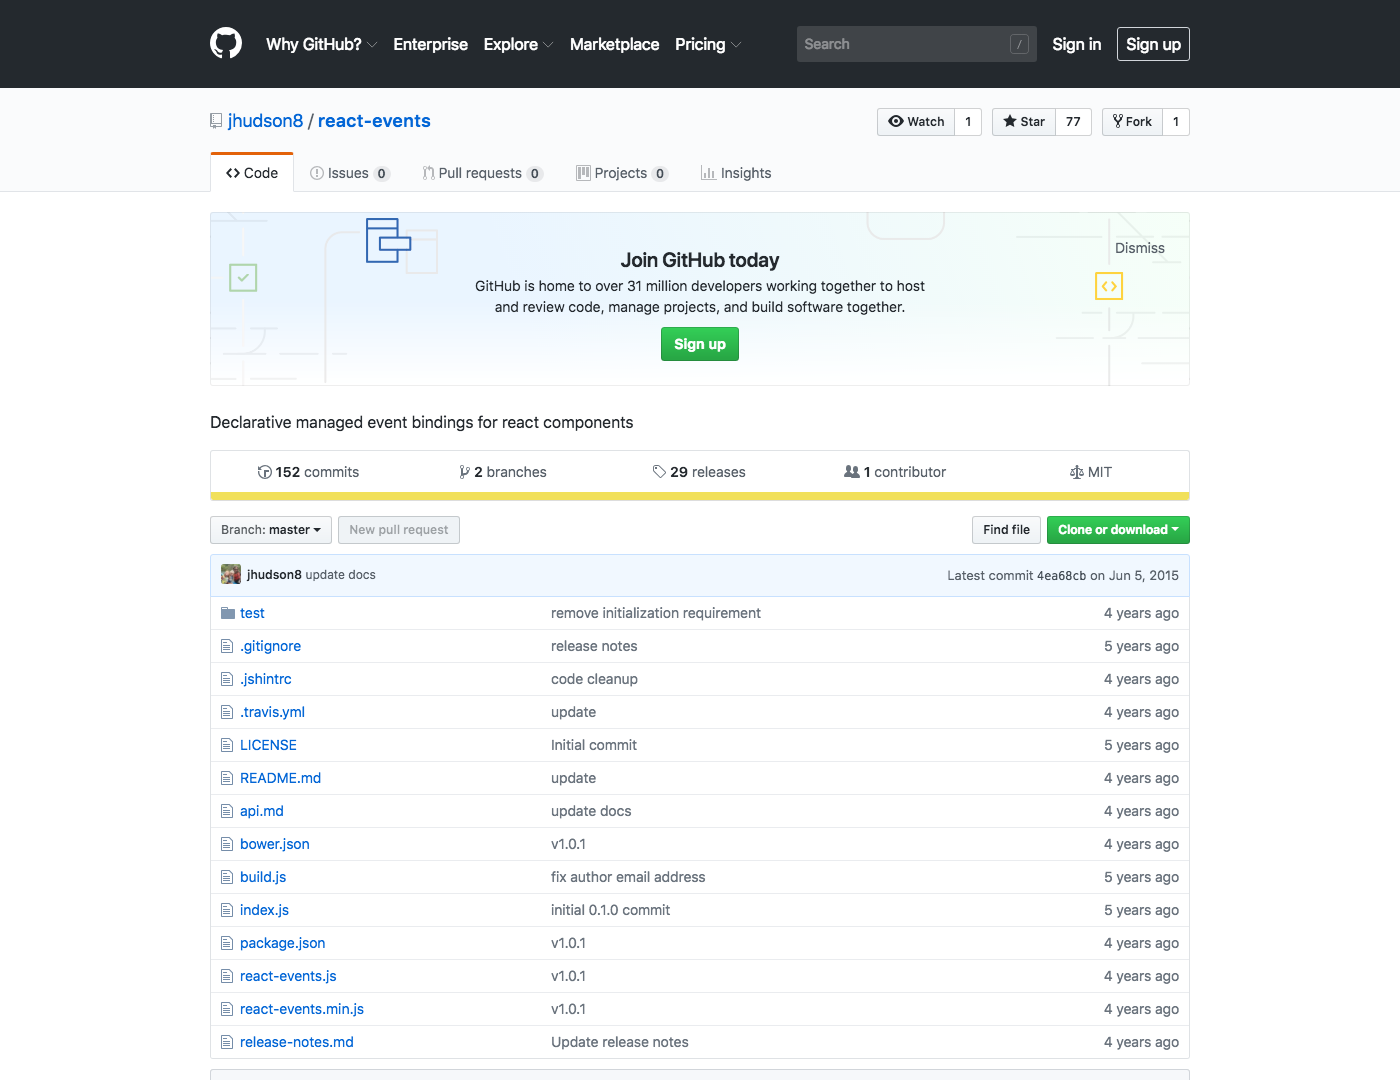 Why GitHub? Enterprise Explore Marketplace Pricing Search / Sign in Sign up
jhudson8 / react-events Watch 1 Star 77 Fork 1
Code Issues 0 Pull requests 0 Projects 0 Insights
Dismiss
Join GitHub today
GitHub is home to over 31 million developers working together to host
and review code, manage projects, and build software together.
Sign up
Declarative managed event bindings for react components
152 commits 2 branches 29 releases 1 contributor MIT
Branch: master New pull request Find file Clone or download
jhudson8 update docs Latest commit 4ea68cb on Jun 5, 2015
test remove initialization requirement 4 years ago
.gitignore release notes 5 years ago
.jshintrc code cleanup 4 years ago
.travis.yml update 4 years ago
LICENSE Initial commit 5 years ago
README.md update 4 years ago
api.md update docs 4 years ago
bower.json v1.0.1 4 years ago
build.js fix author email address 5 years ago
index.js initial 0.1.0 commit 5 years ago
package.json v1.0.1 4 years ago
react-events.js v1.0.1 4 years ago
react-events.min.js v1.0.1 4 years ago
release-notes.md Update release notes 4 years ago